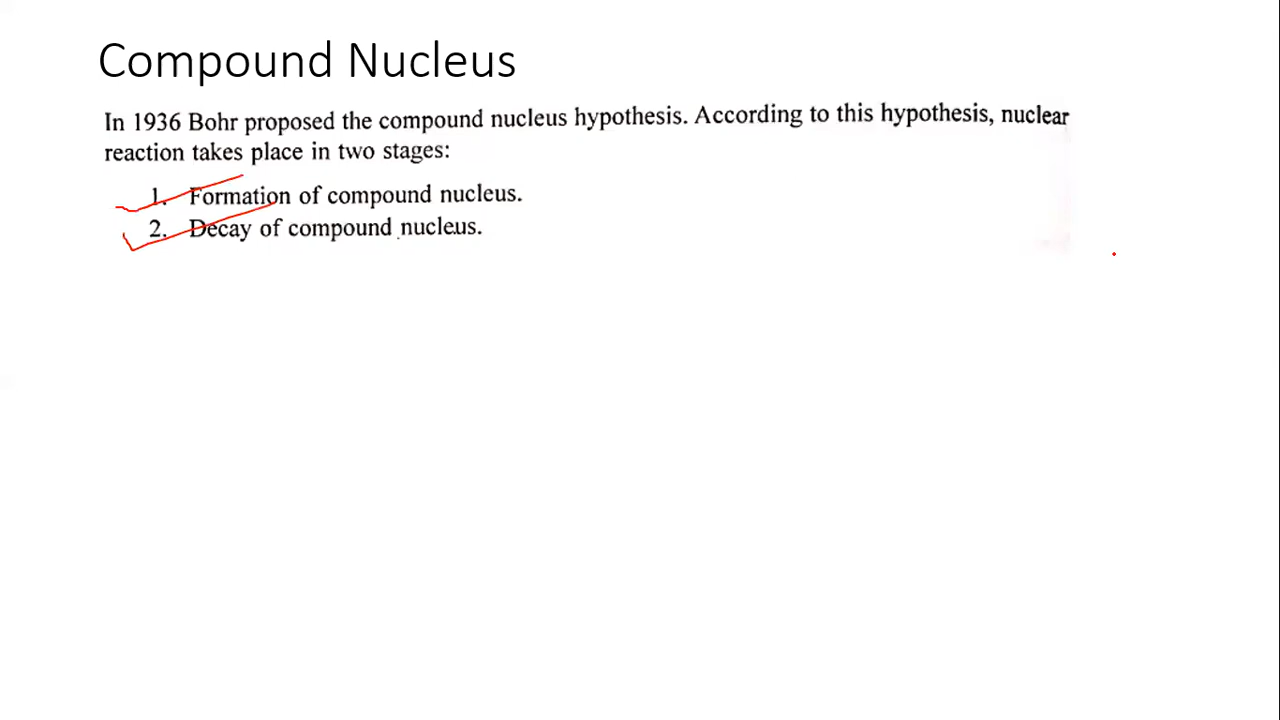 Compound Nucleus
In 1936 Bohr proposed the compound nucleus hypothesis. According to this hypothesis, nuclear
reaction takes place in two stages:
1. Formation of compound nucleus.
2. Decay of compound nucleus.